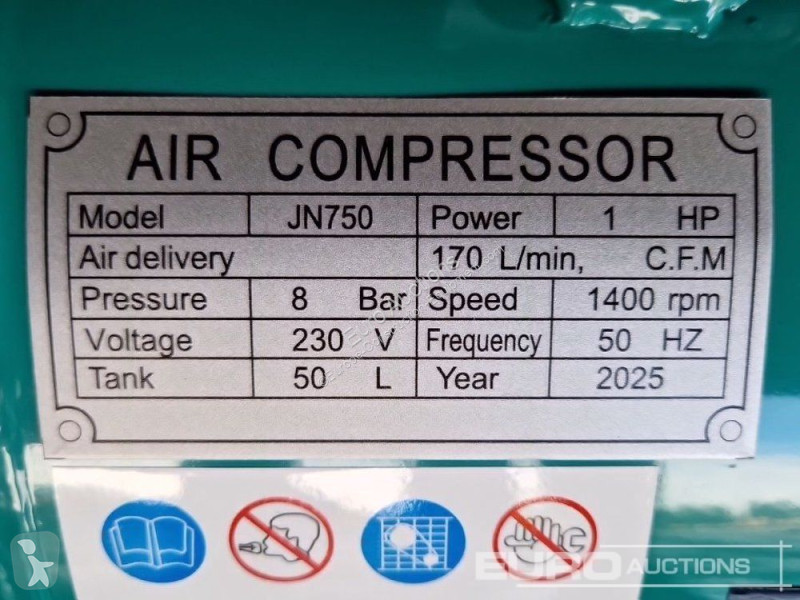 AUCTIONS
AIR COMPRESSOR
Model JN750 Power 1 HP
Air delivery 170 L/min, C.F.M
Pressure 8 Bar Speed 1400 rpm
Voltage 230 V Frequency 50 HZ
Tank 50 L Year 2025
EURO AUCTIONS